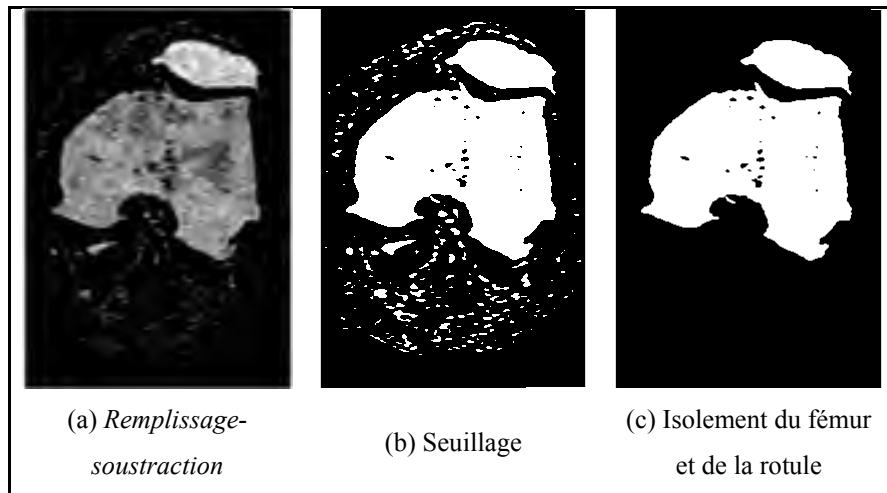 (a) Remplissage-
soustraction
(b) Seuillage
(c) Isolement du fémur
et de la rotule